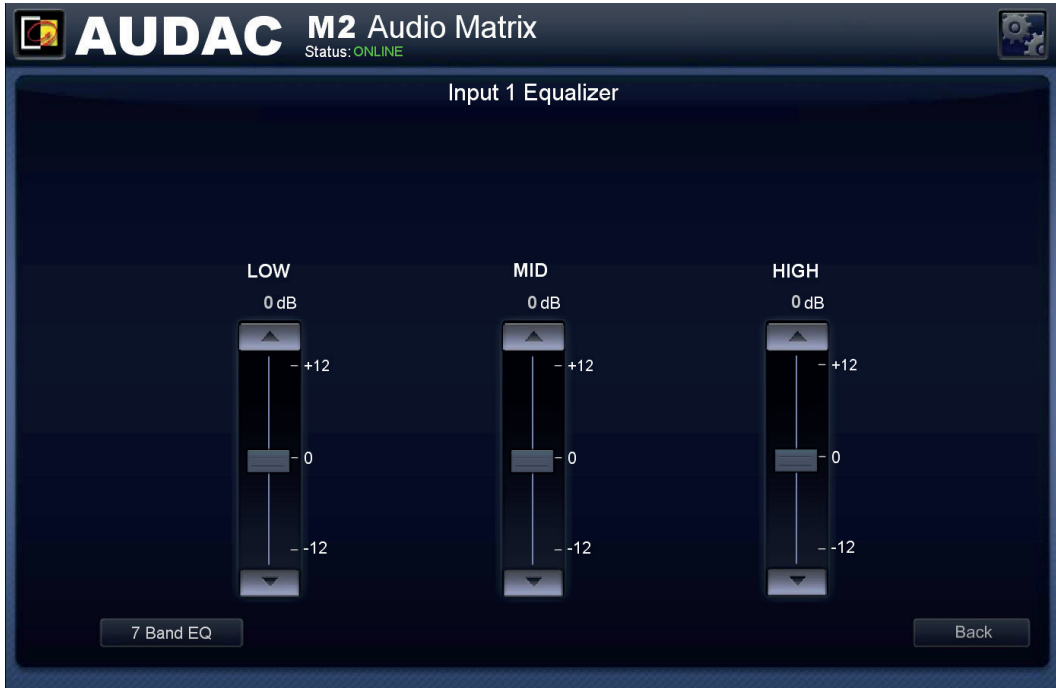 AUDAC M2 Audio Matrix
Status: ONLINE
Input 1 Equalizer
LOW MID HIGH
0 dB 0 dB 0 dB
+12 +12 +12
0 0 0
-12 -12 -12
7 Band EQ Back